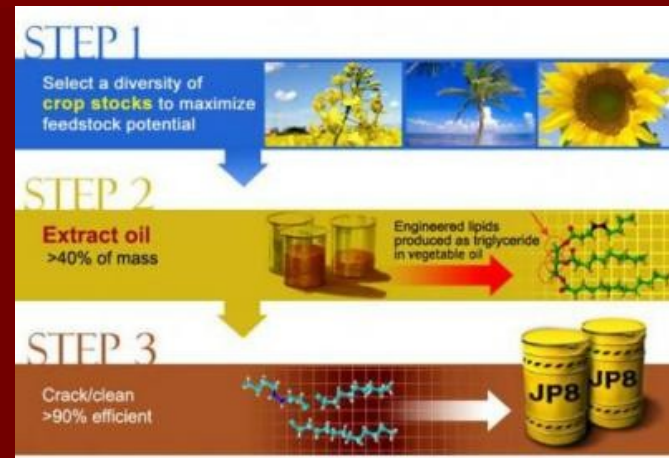 STEP 1
Select a diversity of
crop stocks to maximize
feedstock potential
STEP 2
Extract oil
>40% of mass
Engineered lipids
produced as triglyceride
in vegetable oil
STEP 3
Crack/clean
>90% efficient
JP8
JP8